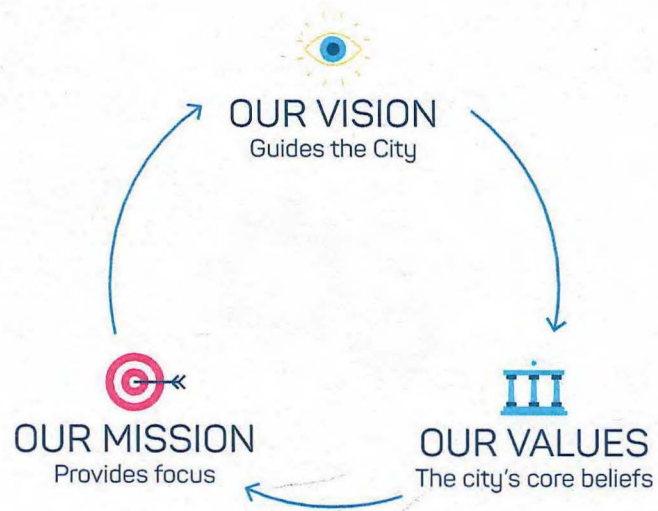 OUR VISION
Guides the City
OUR MISSION
Provides focus
OUR VALUES
The city's core beliefs